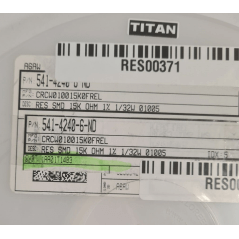 TITAN
RES00371
P/N 541-4240-6-ND
CRCW010015K0FREL
RES SMD 15K OHM 1% 1/32W 01005
P/N 541-4240-6-ND
CRCW010015K0FREL
RES SMD 15K OHM 1% 1/32W 01005